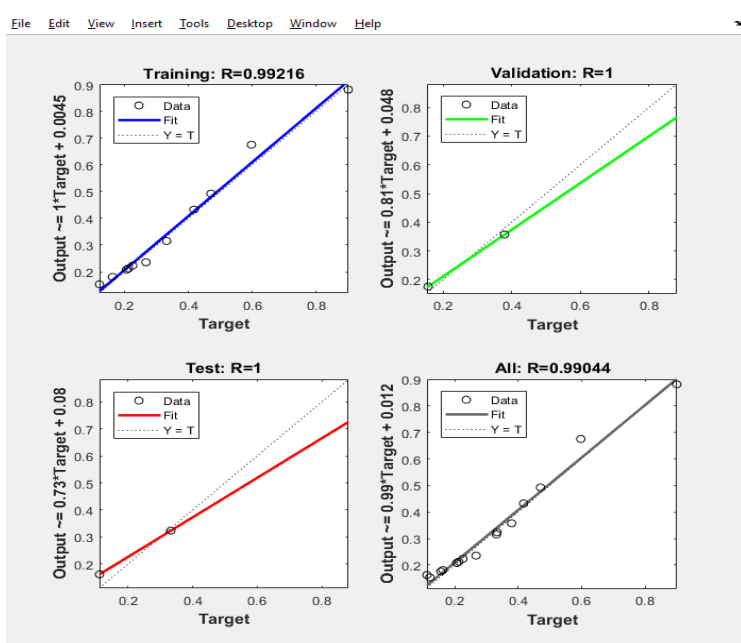 File Edit View Insert Tools Desktop Window Help
Training: R=0.99216
Output ~= 1*Target + 0.0045
0.9
0.8
0.7
0.6
0.5
0.4
0.3
0.2
Data
Fit
Y = T
0.2 0.4 0.6 0.8
Target
Validation: R=1
Output ~= 0.81*Target + 0.048
0.8
0.7
0.6
0.5
0.4
0.3
0.2
Data
Fit
Y = T
0.2 0.4 0.6 0.8
Target
Test: R=1
Output ~= 0.73*Target + 0.08
0.8
0.7
0.6
0.5
0.4
0.3
0.2
Data
Fit
Y = T
0.2 0.4 0.6 0.8
Target
All: R=0.99044
Output ~= 0.99*Target + 0.012
0.9
0.8
0.7
0.6
0.5
0.4
0.3
0.2
Data
Fit
Y = T
0.2 0.4 0.6 0.8
Target